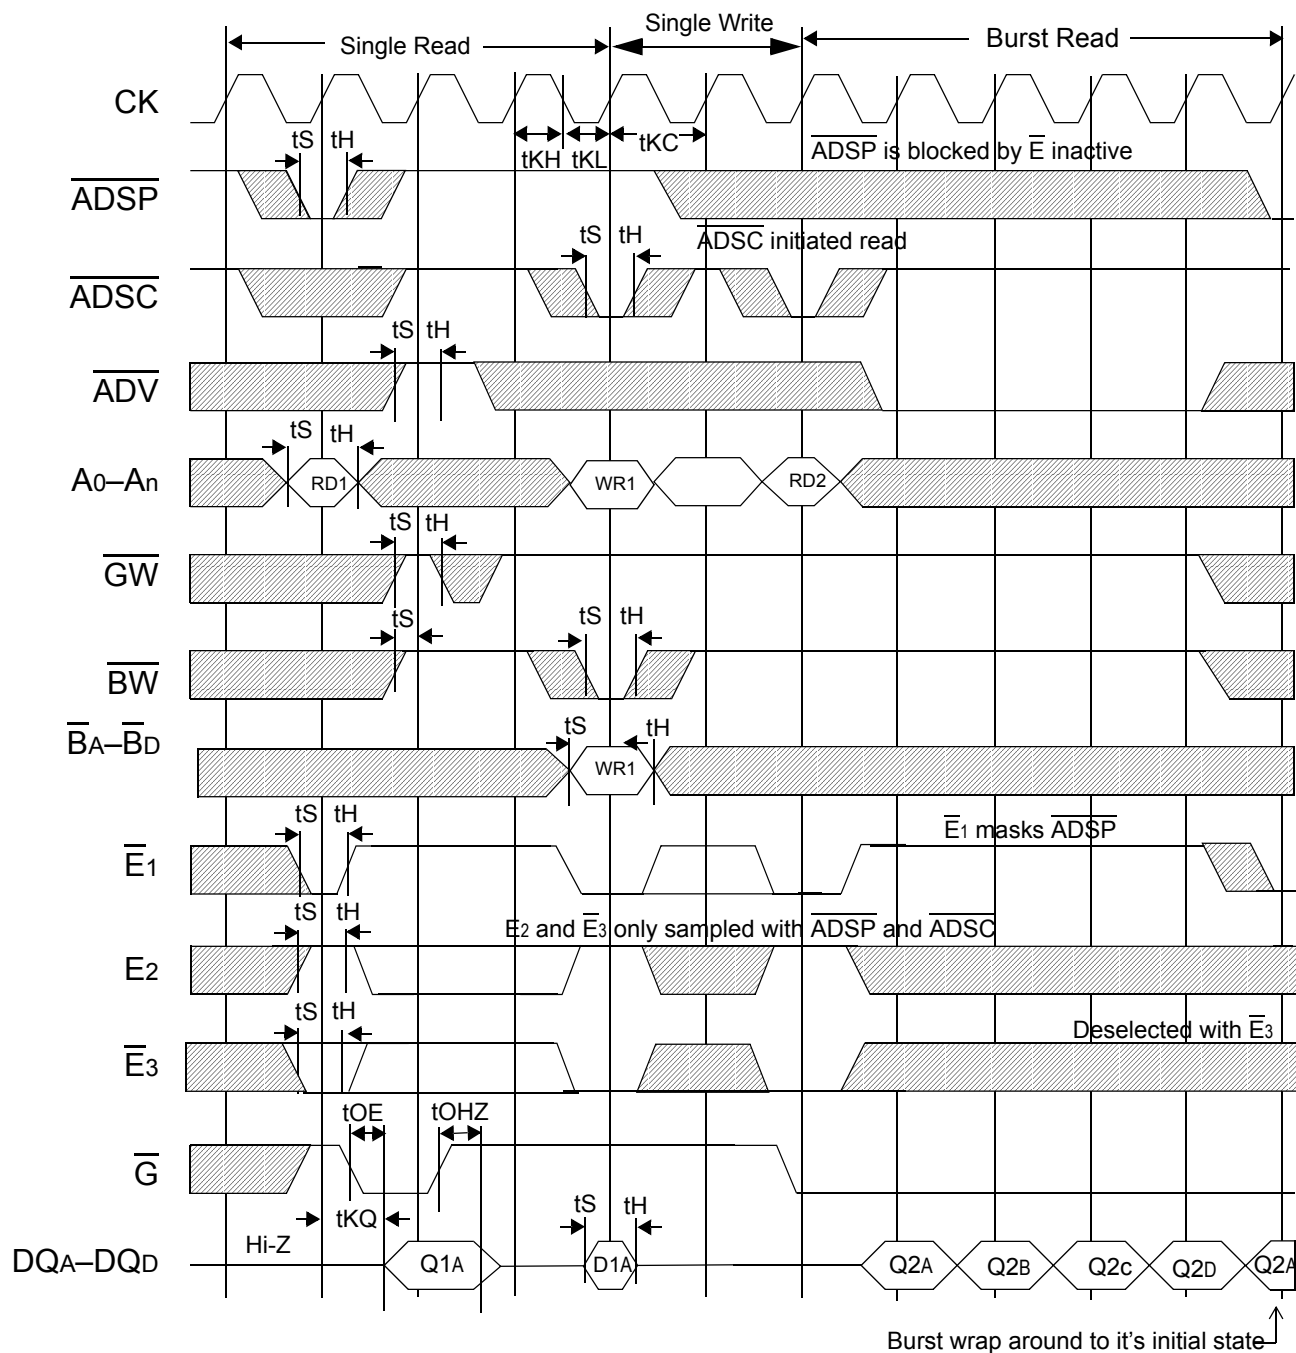 Single Read
Single Write
Burst Read
CK
tS tH
tKH tKL tKC
ADSP is blocked by E inactive
ADSP
tS tH
ADSC initiated read
ADSC
tS tH
ADV
tS tH
A0–An
RD1
WR1
RD2
tS tH
GW
tS
tS tH
BW
BA–BD
tS tH
WR1
tS tH
E1 masks ADSP
E1
tS tH
E2 and E3 only sampled with ADSP and ADSC
E2
tS tH
Deselected with E3
E3
tOE tOHZ
G
tKQ
tS tH
Hi-Z
DQA–DQD
Q1A
D1A
Q2A
Q2B
Q2c
Q2D
Q2A
Burst wrap around to it's initial state